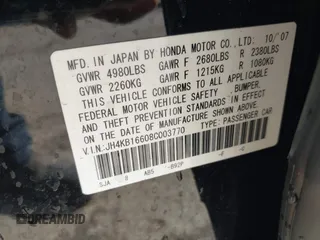 MFD. IN JAPAN BY HONDA MOTOR CO., LTD. 10/07
GVWR 4980LBS GAWR F 2680LBS R 2380LBS
GVWR 2260KG GAWR F 1215KG R 1080KG
THIS VEHICLE CONFORMS TO ALL APPLICABLE
FEDERAL MOTOR VEHICLE SAFETY, BUMPER,
AND THEFT PREVENTION STANDARDS IN EFFECT ON
THE DATE OF MANUFACTURE SHOWN ABOVE.
V.I.N.:JH4KB16608C003770 TYPE:PASSENGER CAR
SJA B A85 -B92P -E -G
DREAMBID